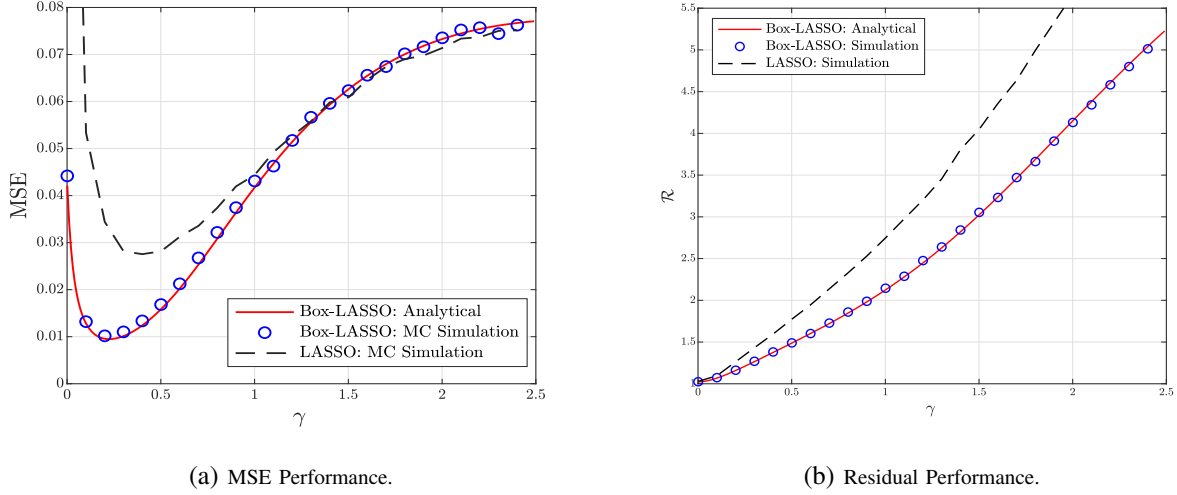 0.08
0.07
0.06
0.05
0.04
0.03
0.02
0.01
0
MSE
0 0.5 1 1.5 2 2.5
γ
Box-LASSO: Analytical
Box-LASSO: MC Simulation
LASSO: MC Simulation
(a) MSE Performance.
5.5
5
4.5
4
3.5
3
2.5
2
1.5
1
R
0 0.5 1 1.5 2 2.5
γ
Box-LASSO: Analytical
Box-LASSO: Simulation
LASSO: Simulation
(b) Residual Performance.